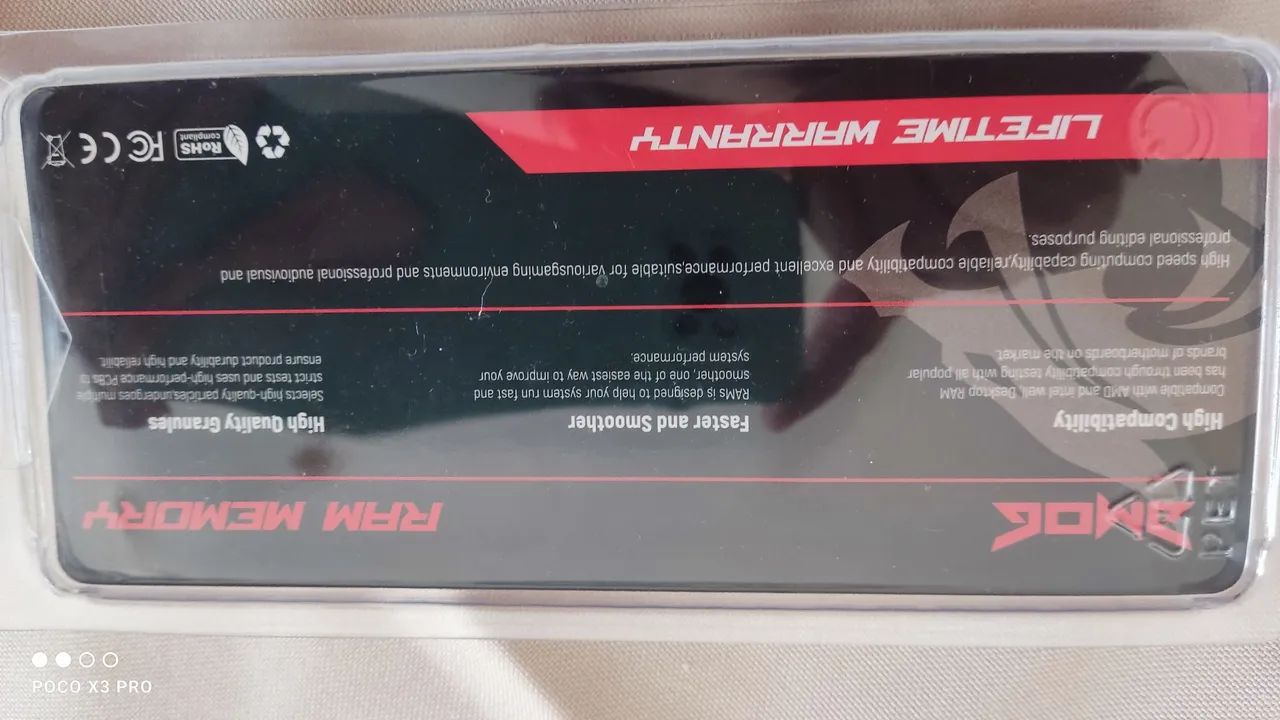 3MOG
RAM MEMORY
High Compatibility
Compatible with AMD and intel, well, Desktop RAM
has been through compatibility testing with all popular
brands of motherboards on the market.
Faster and Smoother
RAMs is designed to help your system run fast and
smoother, one of the easiest way to improve your
system performance.
High Quality Granules
Selects high-quality particles,undergoes multiple
strict tests and uses high-performance PCBs to
ensure product durability and high reliabilit.
High speed computing capability,reliable compatibility and excellent performance,suitable for variousgaming environments and professional audiovisual and
professional editing purposes.
LIFETIME WARRANTY
RoHS
compliant
FC CE
PET
POCO X3 PRO